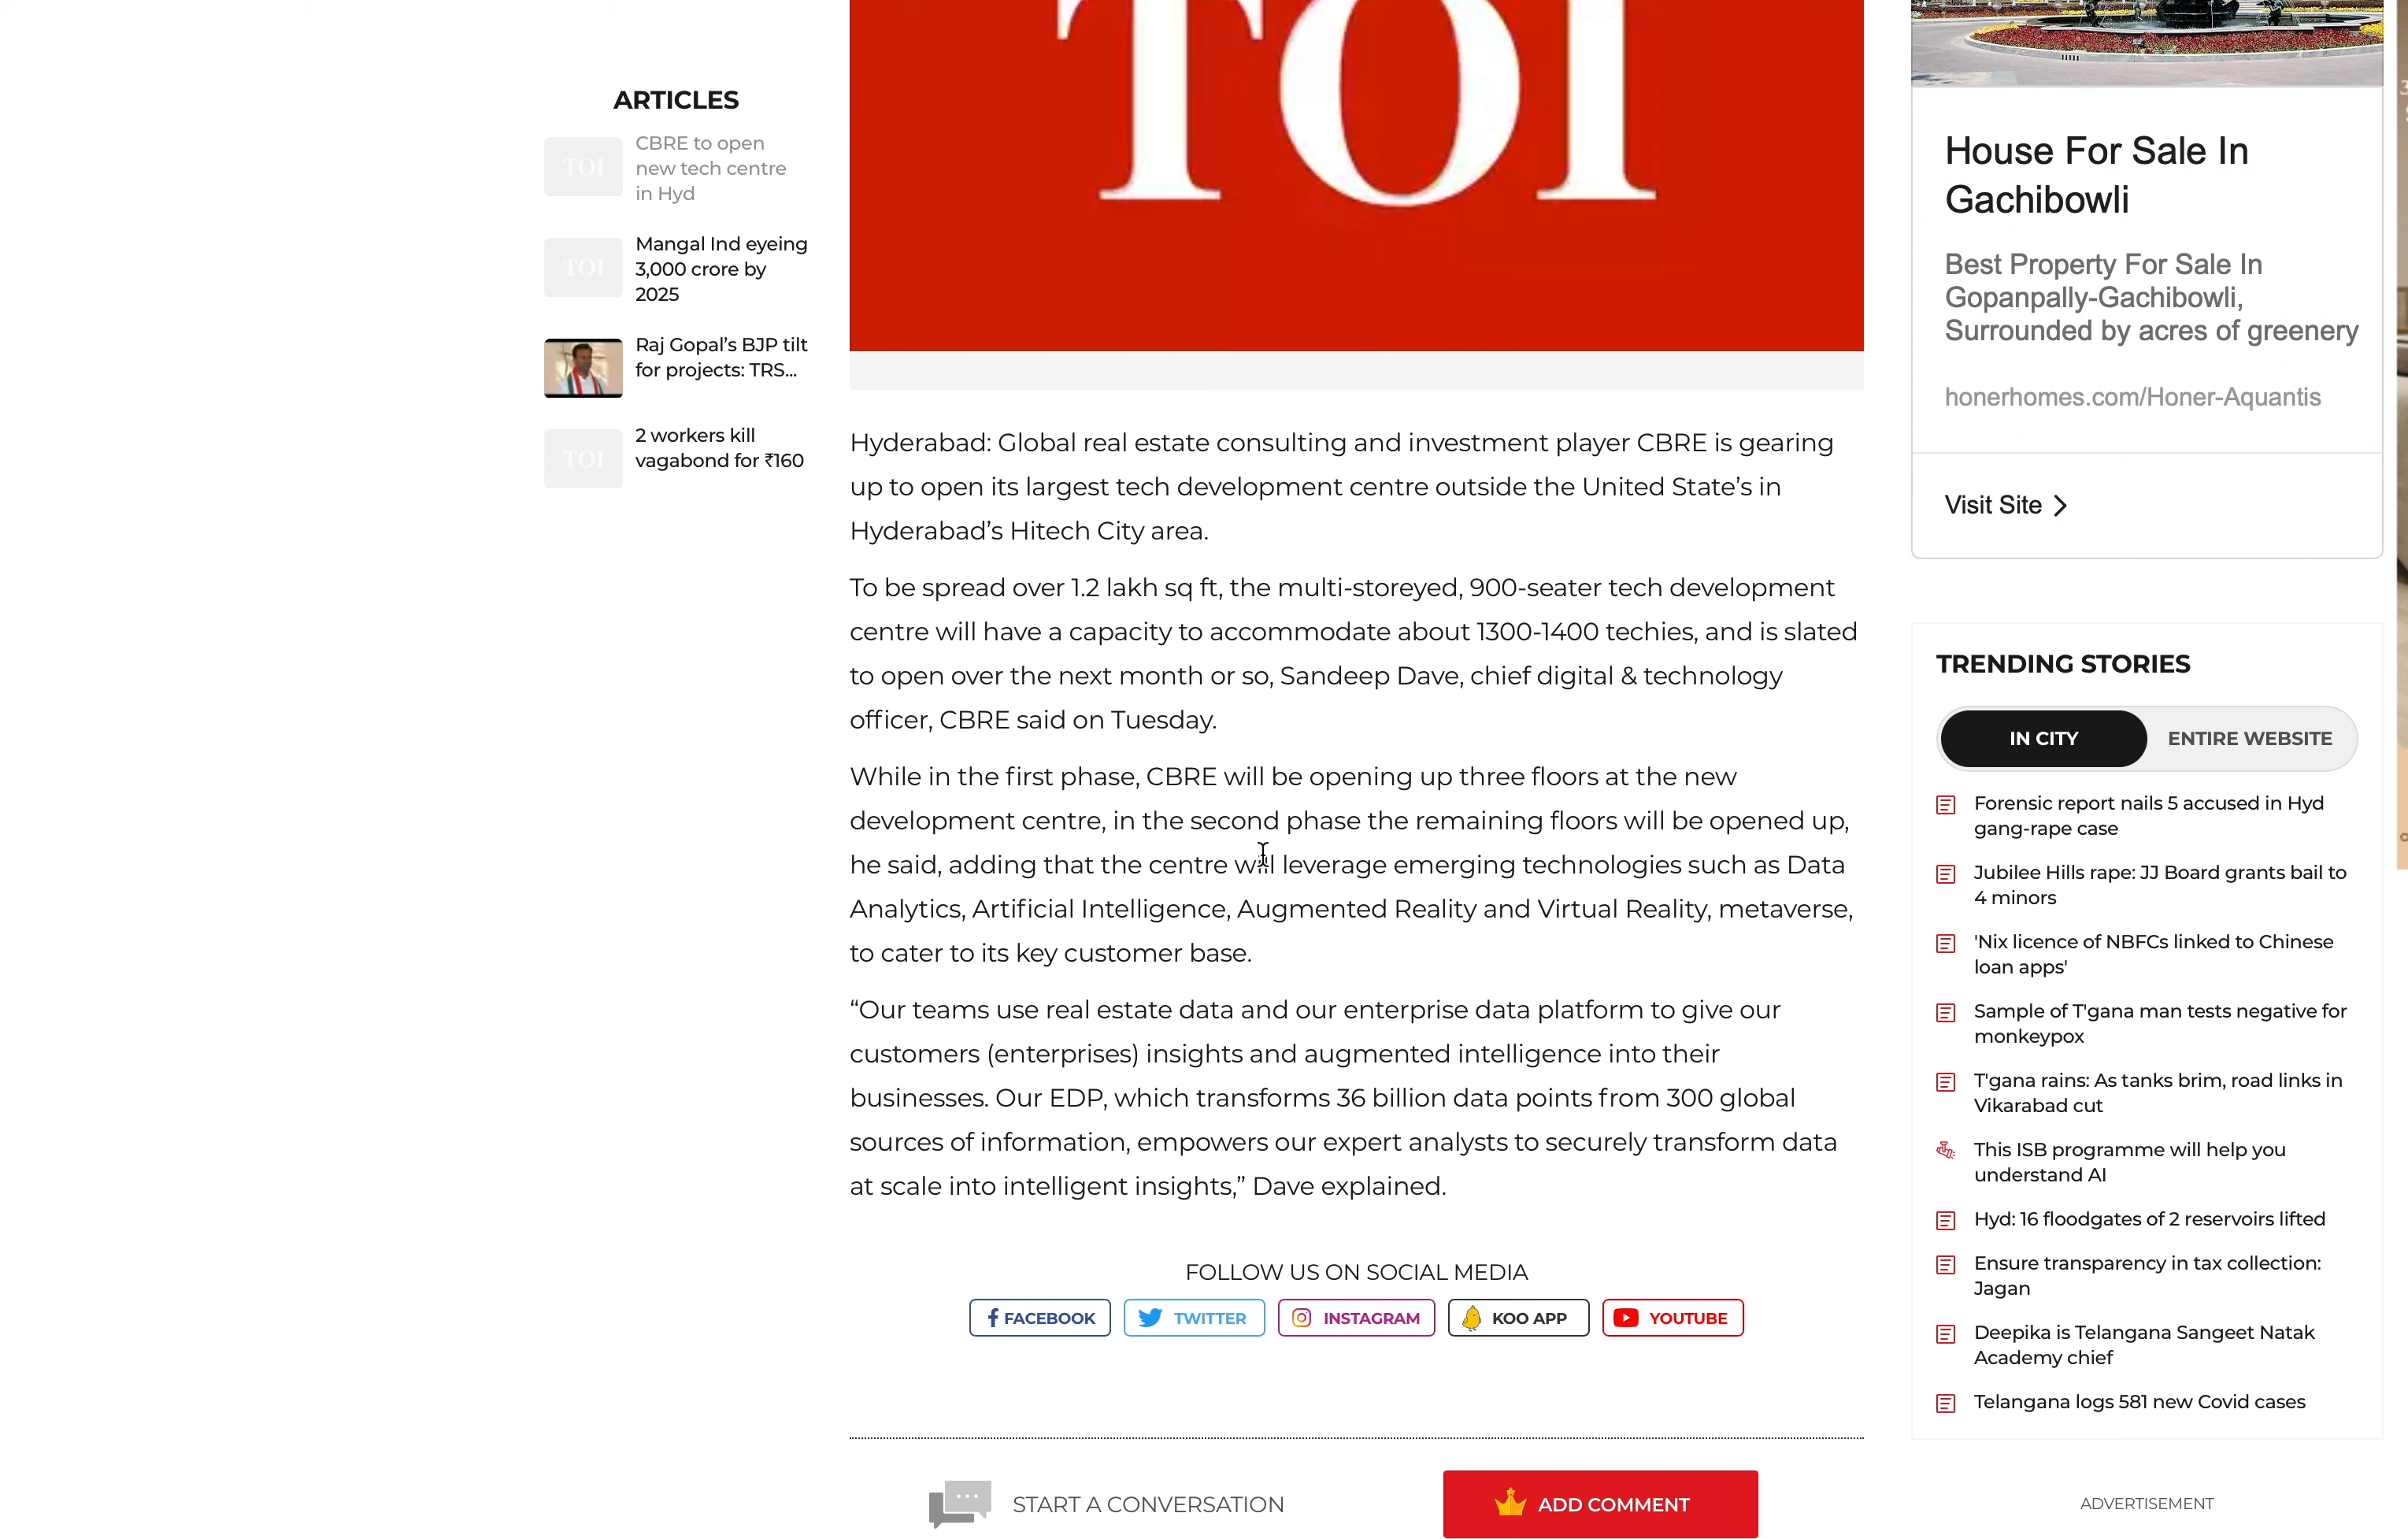 TOI
ARTICLES
TOI
CBRE to open
new tech centre
in Hyd
TOI
Mangal Ind eyeing
3,000 crore by
2025
Raj Gopal’s BJP tilt
for projects: TRS...
TOI
2 workers kill
vagabond for ₹160
Hyderabad: Global real estate consulting and investment player CBRE is gearing
up to open its largest tech development centre outside the United State’s in
Hyderabad’s Hitech City area.
To be spread over 1.2 lakh sq ft, the multi-storeyed, 900-seater tech development
centre will have a capacity to accommodate about 1300-1400 techies, and is slated
to open over the next month or so, Sandeep Dave, chief digital & technology
officer, CBRE said on Tuesday.
While in the first phase, CBRE will be opening up three floors at the new
development centre, in the second phase the remaining floors will be opened up,
he said, adding that the centre will leverage emerging technologies such as Data
Analytics, Artificial Intelligence, Augmented Reality and Virtual Reality, metaverse,
to cater to its key customer base.
“Our teams use real estate data and our enterprise data platform to give our
customers (enterprises) insights and augmented intelligence into their
businesses. Our EDP, which transforms 36 billion data points from 300 global
sources of information, empowers our expert analysts to securely transform data
at scale into intelligent insights,” Dave explained.
FOLLOW US ON SOCIAL MEDIA
FACEBOOK
TWITTER
INSTAGRAM
KOO APP
YOUTUBE
START A CONVERSATION
ADD COMMENT
House For Sale In
Gachibowli
Best Property For Sale In
Gopanpally-Gachibowli,
Surrounded by acres of greenery
honerhomes.com/Honer-Aquantis
Visit Site
TRENDING STORIES
IN CITY
ENTIRE WEBSITE
Forensic report nails 5 accused in Hyd
gang-rape case
Jubilee Hills rape: JJ Board grants bail to
4 minors
'Nix licence of NBFCs linked to Chinese
loan apps'
Sample of T'gana man tests negative for
monkeypox
T'gana rains: As tanks brim, road links in
Vikarabad cut
This ISB programme will help you
understand AI
Hyd: 16 floodgates of 2 reservoirs lifted
Ensure transparency in tax collection:
Jagan
Deepika is Telangana Sangeet Natak
Academy chief
Telangana logs 581 new Covid cases
ADVERTISEMENT